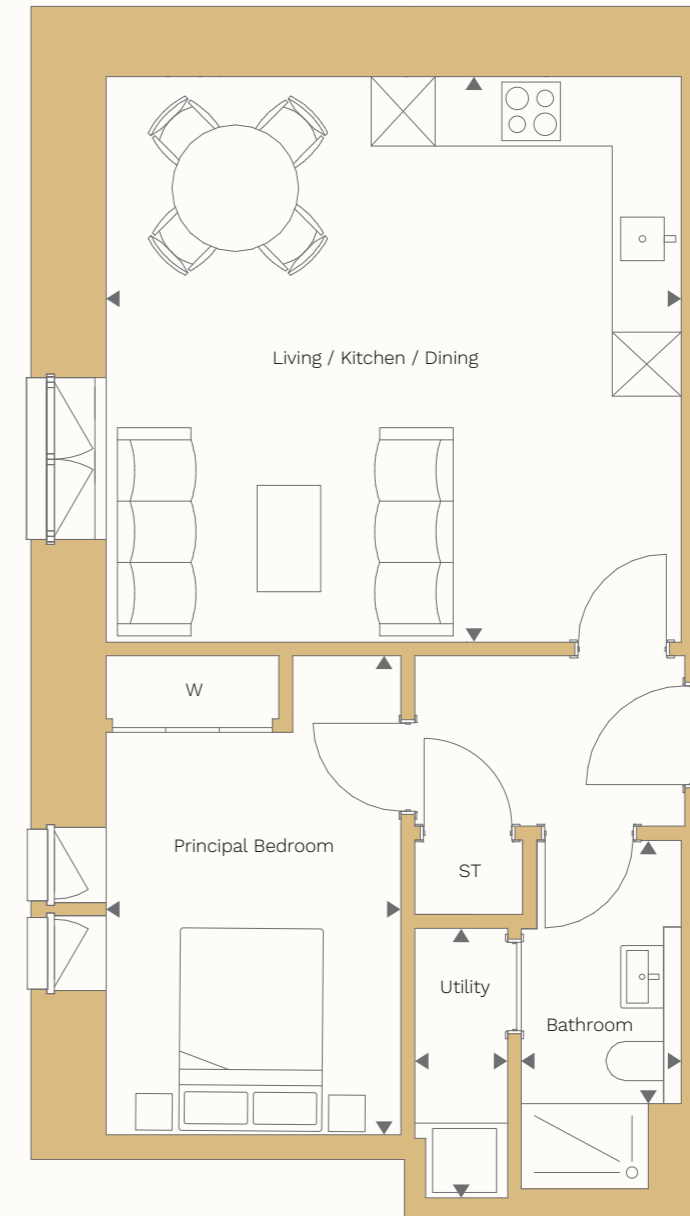 Living / Kitchen / Dining
W
Principal Bedroom
ST
Utility
Bathroom